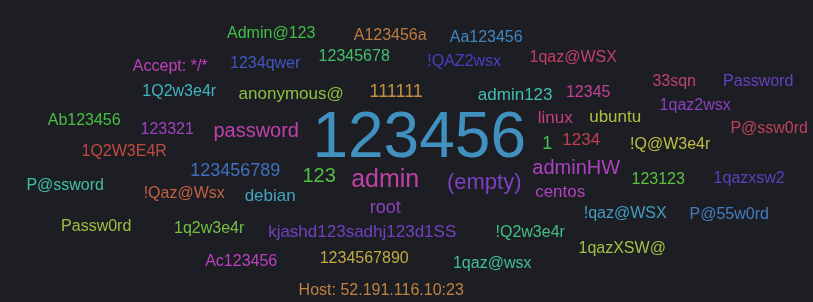 Admin@123 A123456a Aa123456
Accept: */* 1234qwer 12345678 !QAZ2wsx 1qaz@WSX
1Q2w3e4r anonymous@ 111111 admin123 12345 33sqn Password
Ab123456 123321 password 123456 linux ubuntu 1qaz2wsx P@ssw0rd
1Q2W3E4R 1 1234 !Q@W3e4r
P@ssword 123456789 123 admin (empty) adminHW 123123 1qazxsw2
!Qaz@Wsx debian root centos !qaz@WSX P@55w0rd
Passw0rd 1q2w3e4r kjashd123sadhj123d1SS !Q2w3e4r
Ac123456 1234567890 1qaz@wsx 1qazXSW@
Host: 52.191.116.10:23